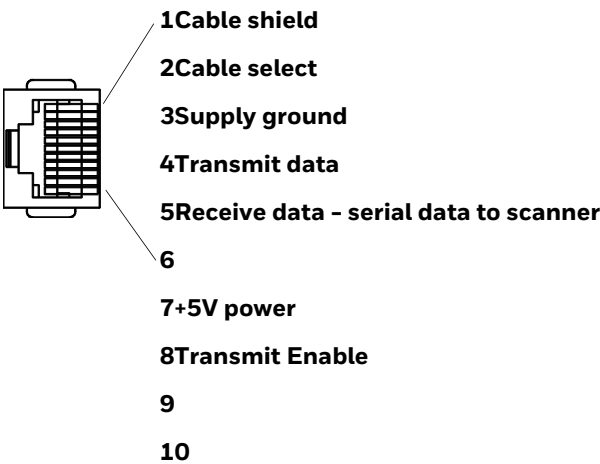 1Cable shield
2Cable select
3Supply ground
4Transmit data
5Receive data – serial data to scanner
6
7+5V power
8Transmit Enable
9
10